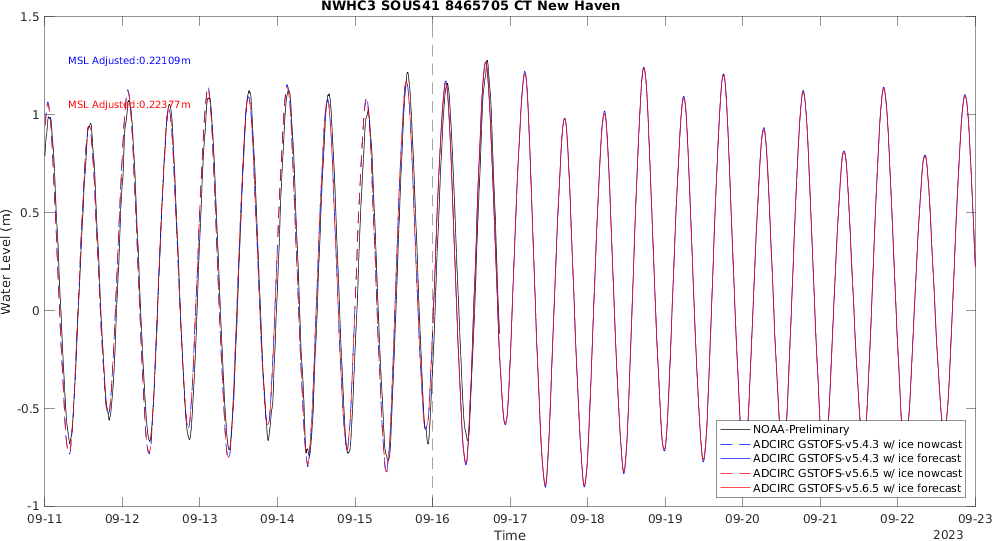 NWHC3 SOUS41 8465705 CT New Haven
1.5
1
0.5
0
-0.5
-1
Water Level (m)
MSL Adjusted:0.22109m
MSL Adjusted:0.22377m
NOAA-Preliminary
ADCIRC GSTOFS-v5.4.3 w/ ice nowcast
ADCIRC GSTOFS-v5.4.3 w/ ice forecast
ADCIRC GSTOFS-v5.6.5 w/ ice nowcast
ADCIRC GSTOFS-v5.6.5 w/ ice forecast
09-11 09-12 09-13 09-14 09-15 09-16 09-17 09-18 09-19 09-20 09-21 09-22 09-23
Time
2023